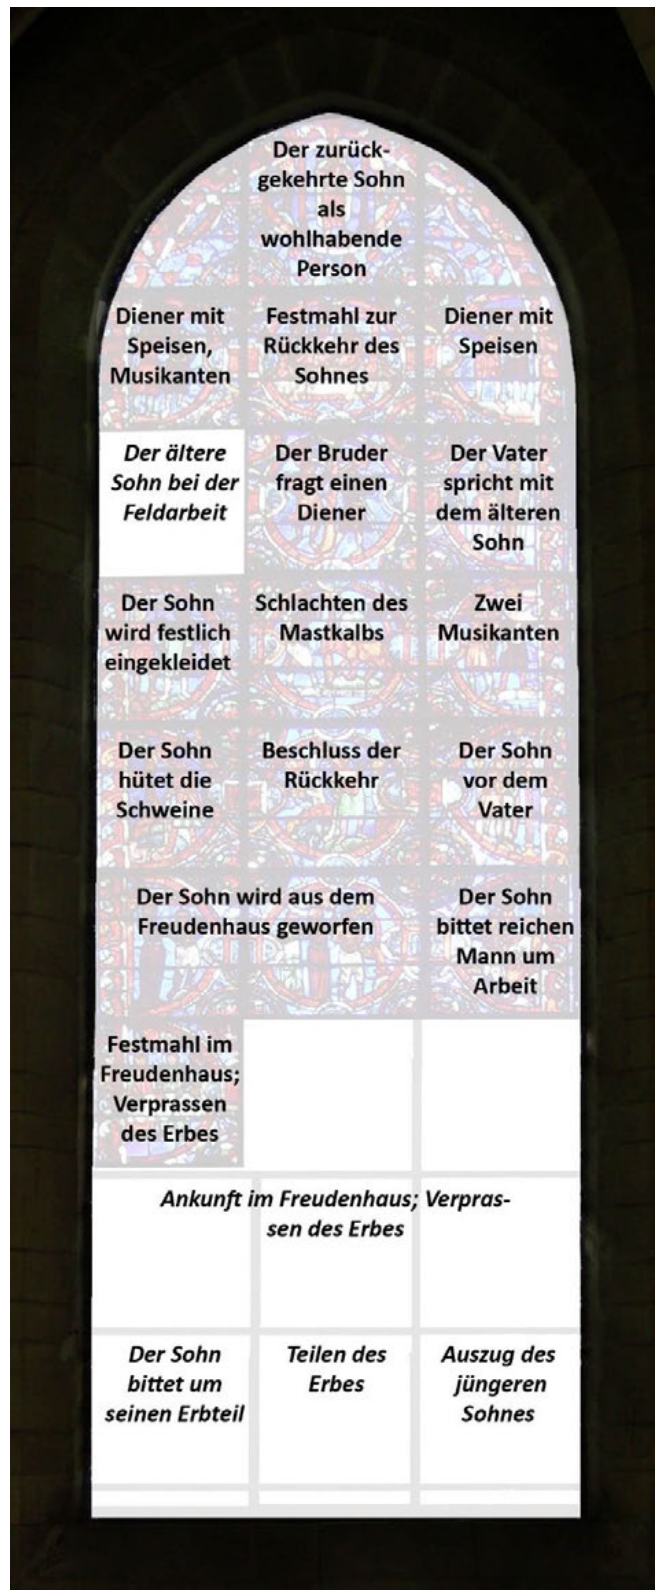 Der zurück-
gekehrte Sohn
als
wohlhabende
Person
Diener mit
Speisen,
Musikanten
Festmahl zur
Rückkehr des
Sohnes
Diener mit
Speisen
Der ältere
Sohn bei der
Feldarbeit
Der Bruder
fragt einen
Diener
Der Vater
spricht mit
dem älteren
Sohn
Der Sohn
wird festlich
eingekleidet
Schlachten des
Mastkalbs
Zwei
Musikanten
Der Sohn
hütet die
Schweine
Beschluss der
Rückkehr
Der Sohn
vor dem
Vater
Der Sohn wird aus dem
Freudenhaus geworfen
Der Sohn
bittet reichen
Mann um
Arbeit
Festmahl im
Freudenhaus;
Verprassen
des Erbes
Ankunft im Freudenhaus; Verpras-
sen des Erbes
Der Sohn
bittet um
seinen Erbteil
Teilen des
Erbes
Auszug des
jüngeren
Sohnes